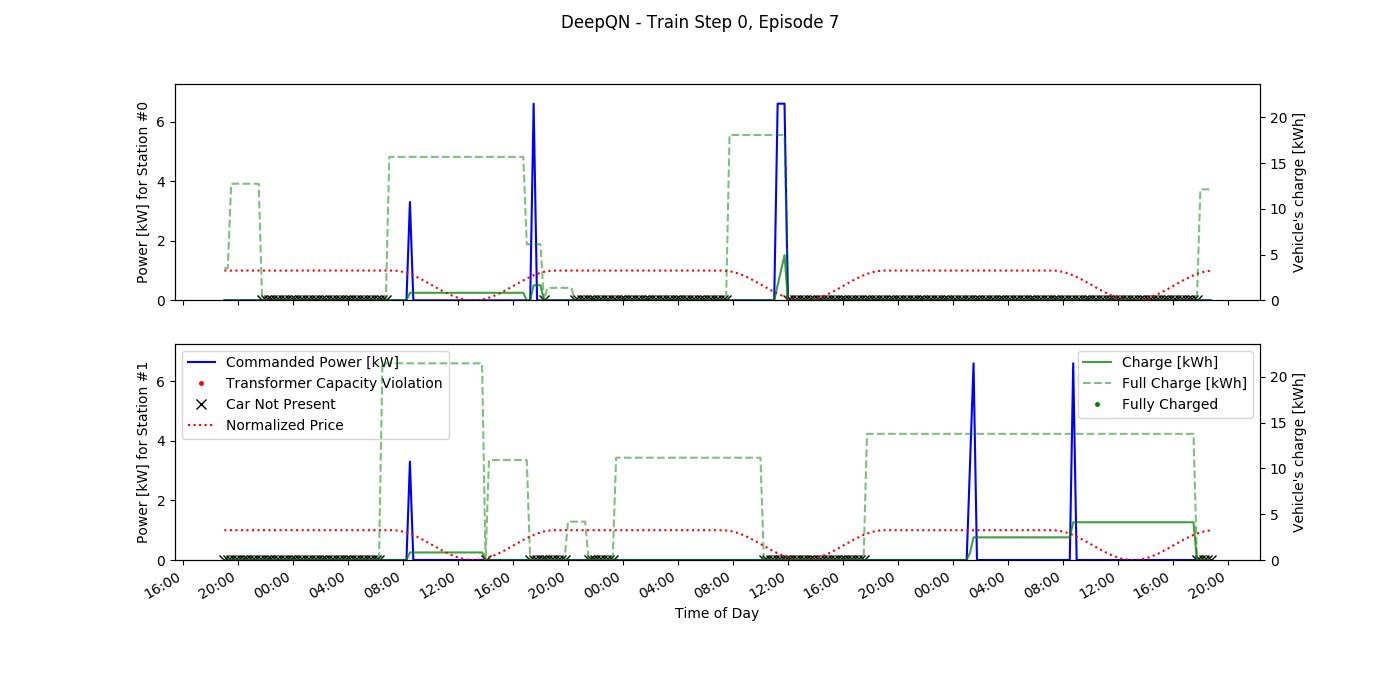 DeepQN - Train Step 0, Episode 7
Power [kW] for Station #0
0
2
4
6
0
5
10
15
20
Vehicle's charge [kWh]
Power [kW] for Station #1
0
2
4
6
Commanded Power [kW]
Transformer Capacity Violation
Car Not Present
Normalized Price
Charge [kWh]
Full Charge [kWh]
Fully Charged
0
5
10
15
20
Vehicle's charge [kWh]
16:00 20:00 00:00 04:00 08:00 12:00 16:00 20:00 00:00 04:00 08:00 12:00 16:00 20:00 00:00 04:00 08:00 12:00 16:00 20:00
Time of Day